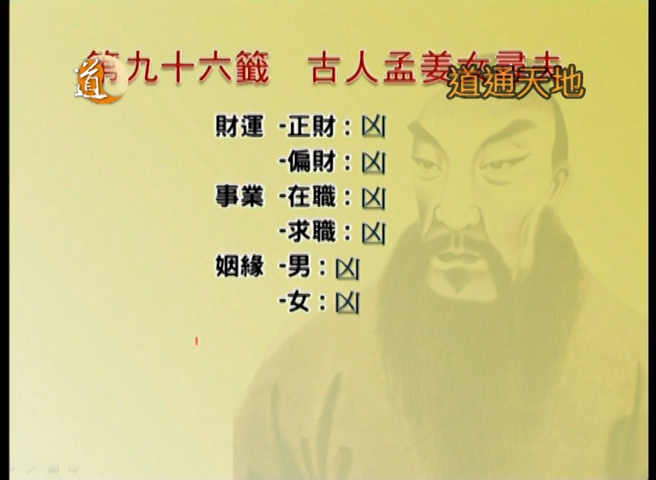 第九十六籤 古人孟姜女尋夫
道
道通天地
財運 -正財：凶
-偏財：凶
事業 -在職：凶
-求職：凶
姻緣 -男：凶
-女：凶